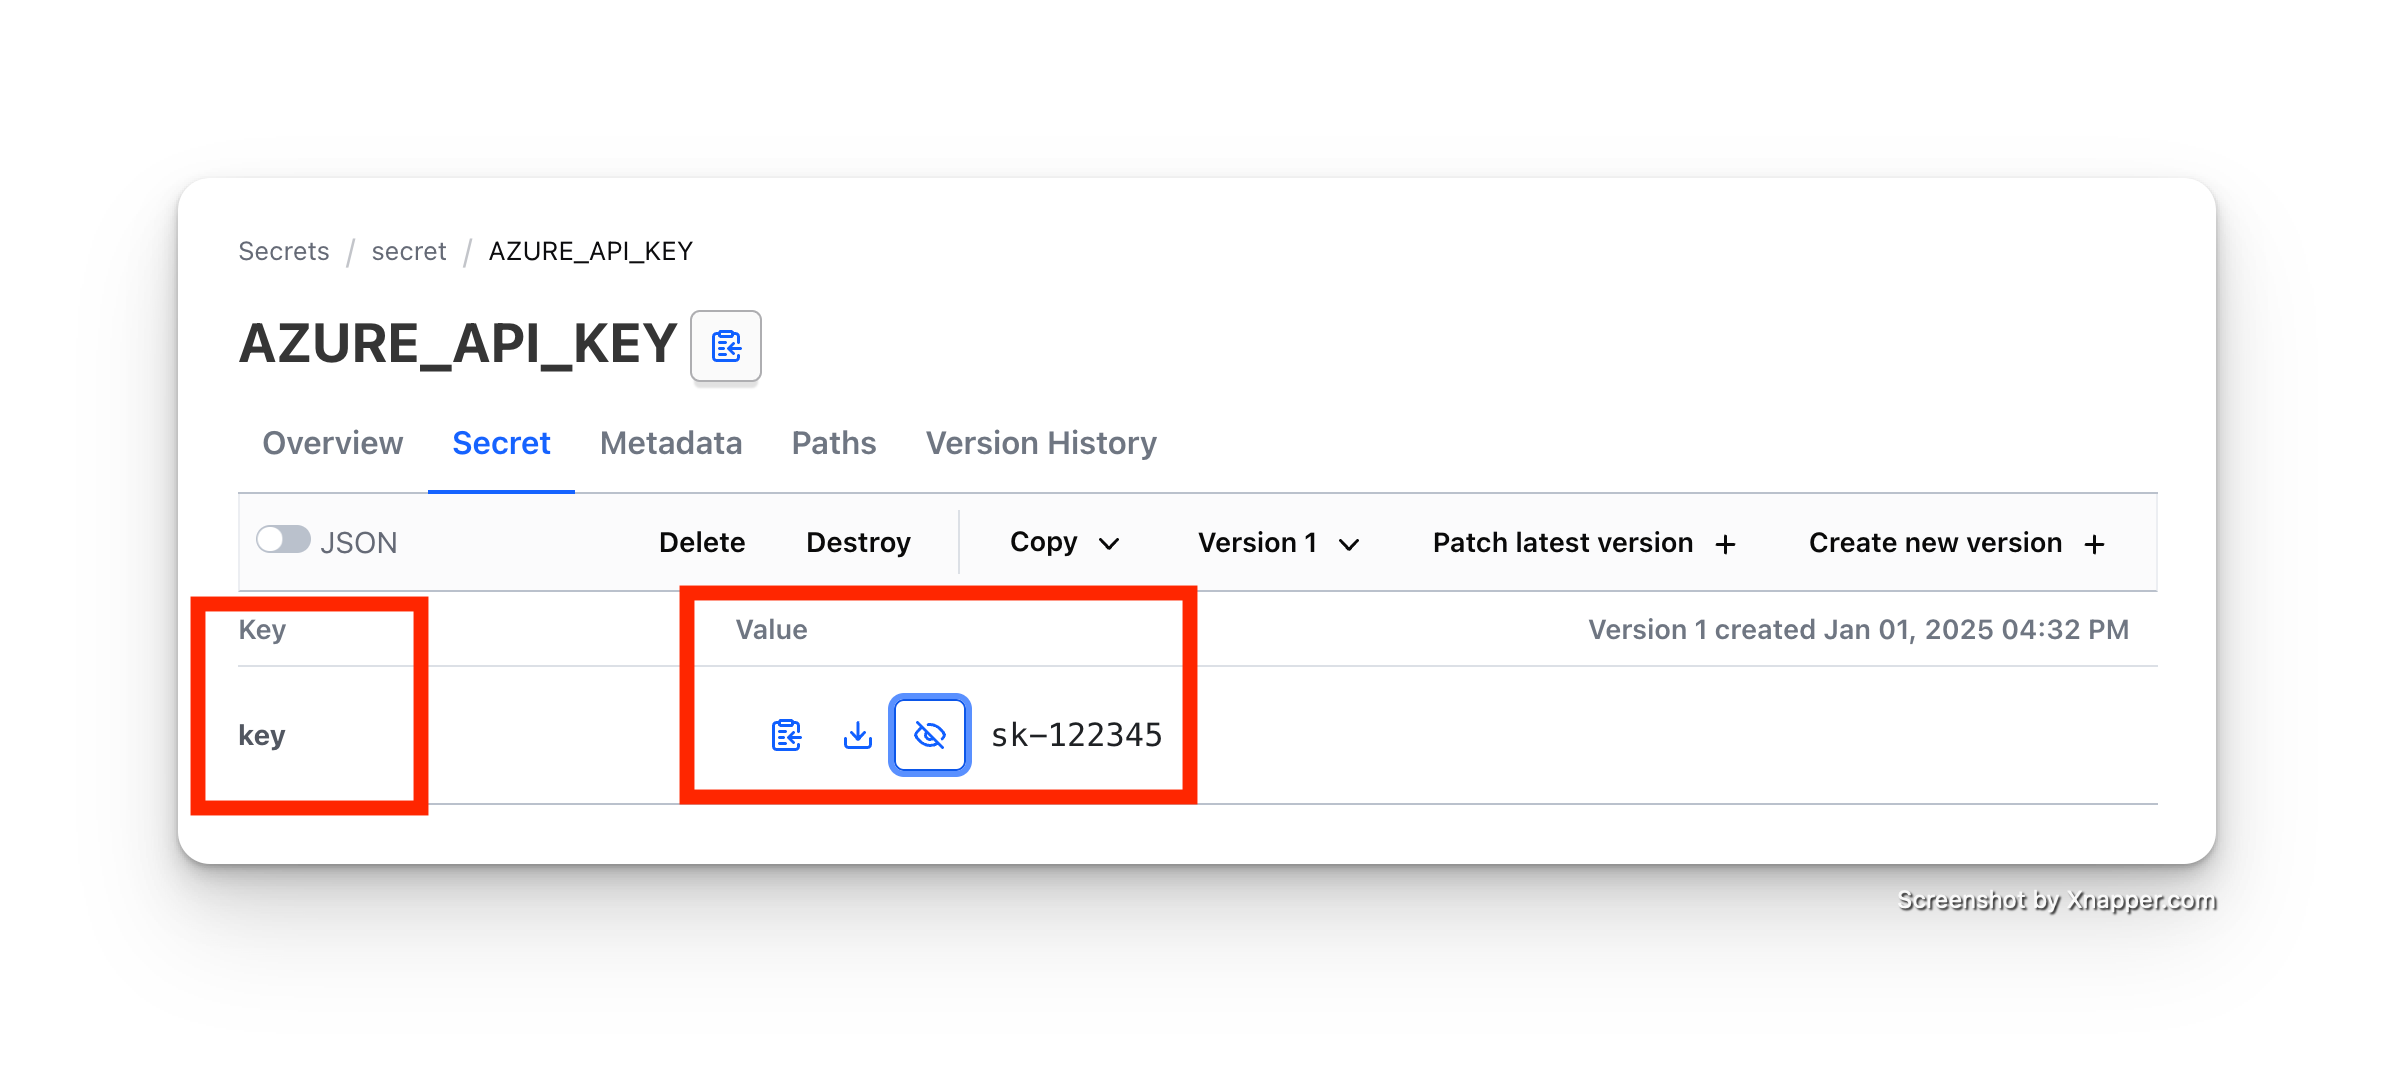 Secrets / secret / AZURE_API_KEY
AZURE_API_KEY
Overview Secret Metadata Paths Version History
JSON Delete Destroy Copy Version 1 Patch latest version + Create new version +
Key Value Version 1 created Jan 01, 2025 04:32 PM
key sk-122345
Screenshot by Xnapper.com